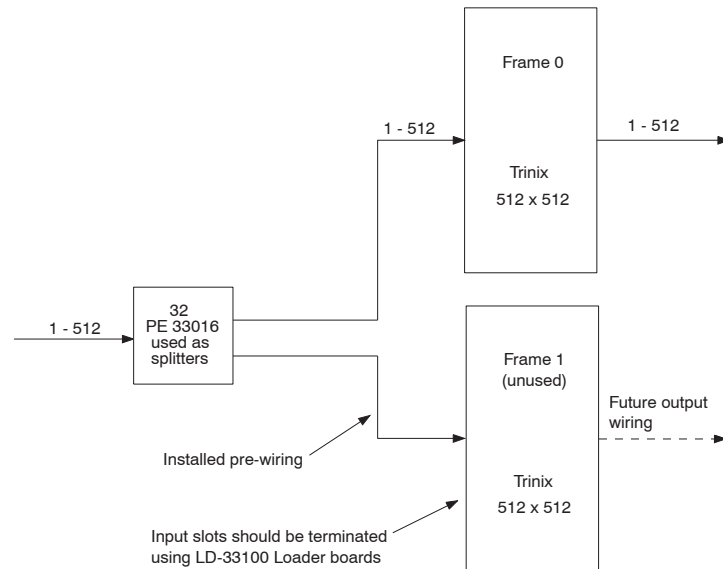 Frame 0
1 - 512
1 - 512
Trinix
512 x 512
1 - 512
32
PE 33016
used as
splitters
Frame 1
(unused)
Future output
wiring
Installed pre-wiring
Trinix
512 x 512
Input slots should be terminated
using LD-33100 Loader boards